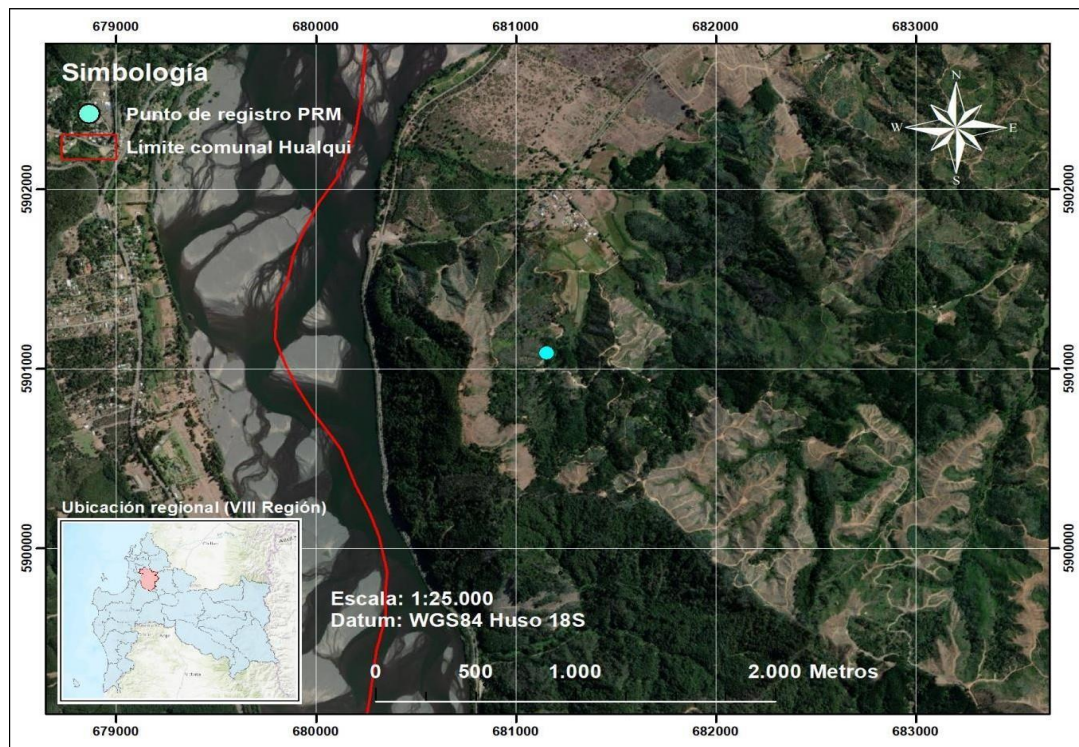 679000 680000 681000 682000 683000
Simbología
Punto de registro PRM
Límite comunal Hualqui
N
W E
S
5902000 5902000
5901000 5901000
5900000 5900000
Ubicación regional (VIII Región)
Escala: 1:25.000
Datum: WGS84 Huso 18S
0 500 1.000 2.000 Metros
679000 680000 681000 682000 683000